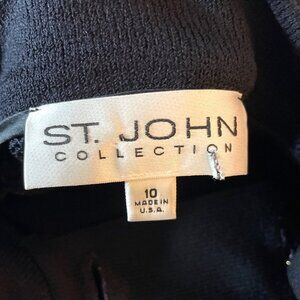 ST. JOHN
COLLECTION
10
MADE IN
U.S.A.